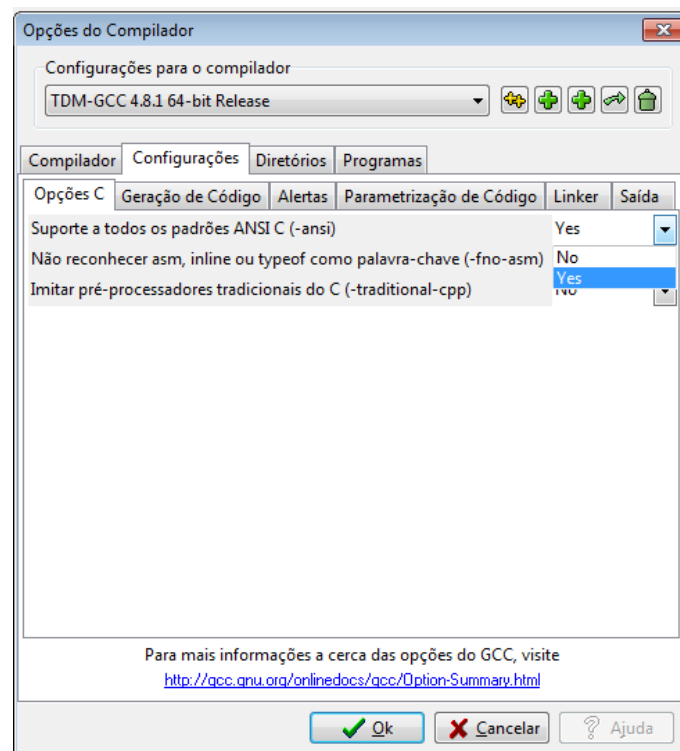 Opções do Compilador
Configurações para o compilador
TDM-GCC 4.8.1 64-bit Release
Compilador Configurações Diretórios Programas
Opções C Geração de Código Alertas Parametrização de Código Linker Saída
Suporte a todos os padrões ANSI C (-ansi) Yes
Não reconhecer asm, inline ou typeof como palavra-chave (-fno-asm) No
Yes
Imitar pré-processadores tradicionais do C (-traditional-cpp) No
Para mais informações a cerca das opções do GCC, visite
http://gcc.gnu.org/onlinedocs/gcc/Option-Summary.html
Ok Cancelar Ajuda